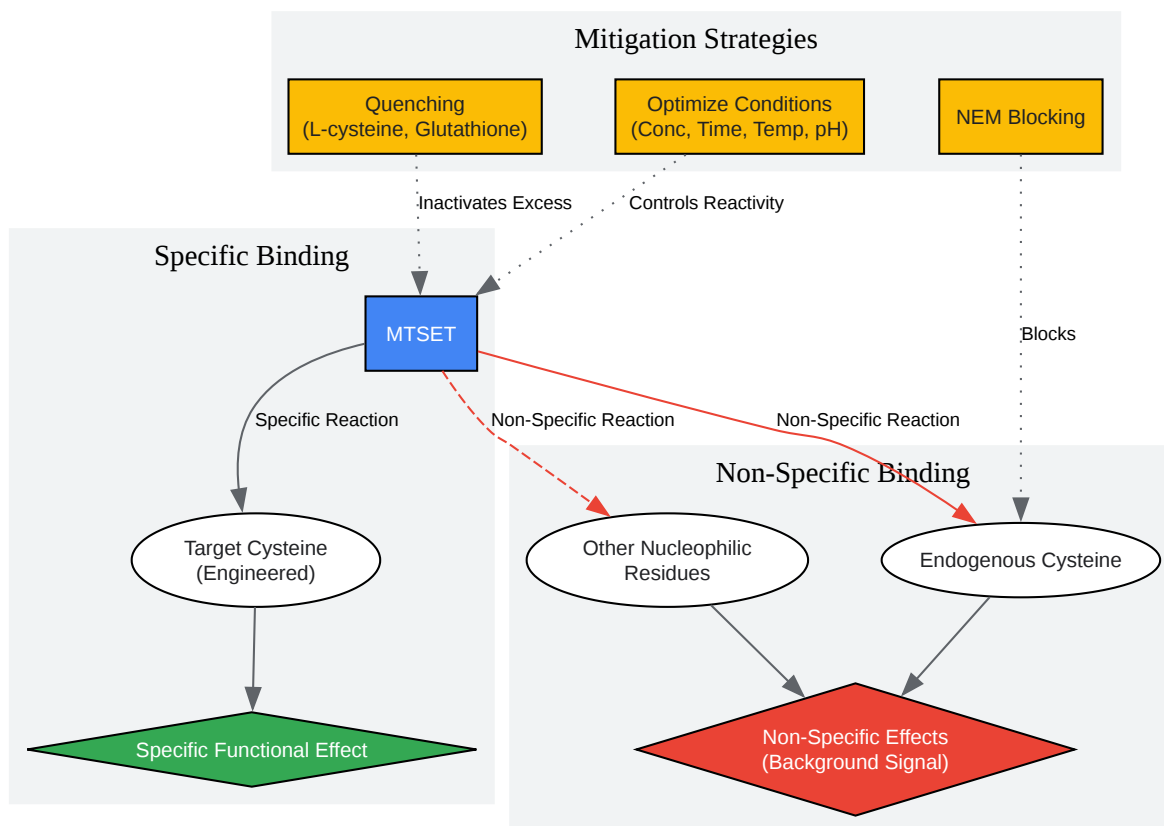 Mitigation Strategies
Quenching
(L-cysteine, Glutathione)
Optimize Conditions
(Conc, Time, Temp, pH)
NEM Blocking
Inactivates Excess
Controls Reactivity
Specific Binding
MTSET
Blocks
Specific Reaction
Non-Specific Reaction
Non-Specific Reaction
Non-Specific Binding
Target Cysteine
(Engineered)
Other Nucleophilic
Residues
Endogenous Cysteine
Specific Functional Effect
Non-Specific Effects
(Background Signal)